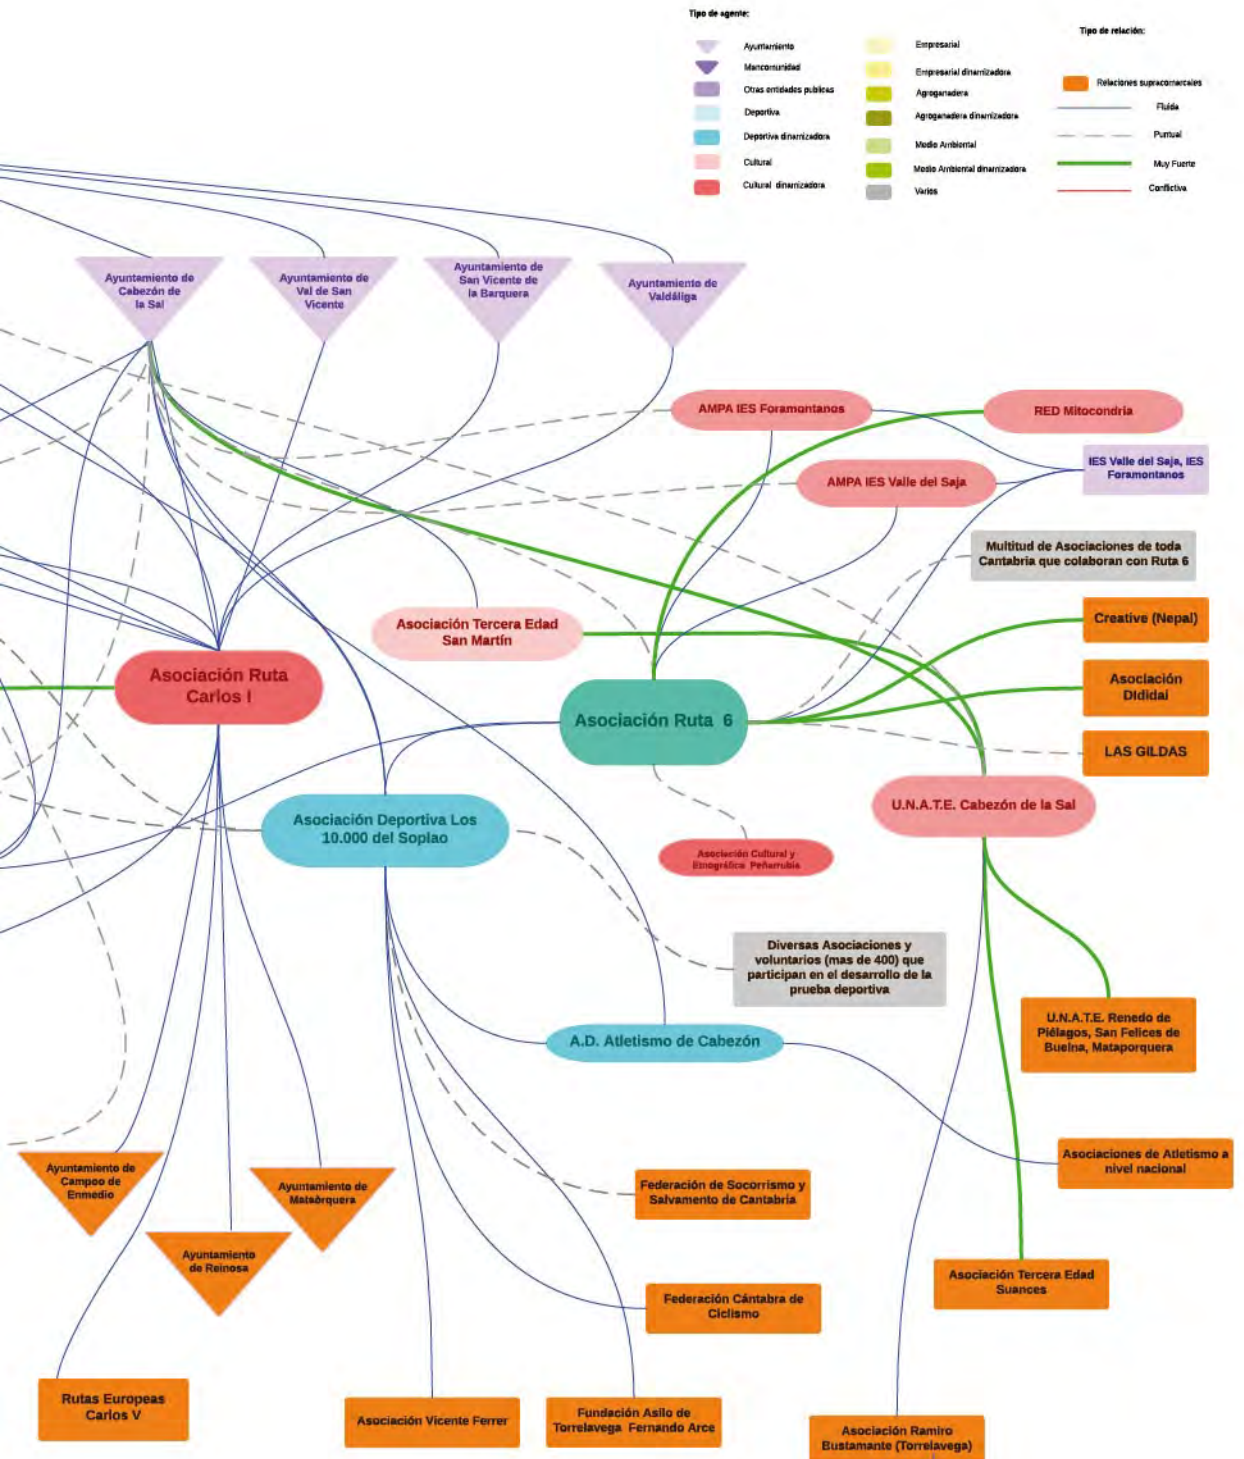 Tipo de agente:
Ayuntamiento
Mancomunidad
Otras entidades publicas
Deportiva
Deportiva dinamizadora
Cultural
Cultural dinamizadora
Empresarial
Empresarial dinamizadora
Agroganadera
Agroganadera dinamizadora
Medio Ambiental
Medio Ambiental dinamizadora
Varios
Tipo de relación:
Relaciones supracomarcales
Fluida
Puntual
Muy Fuerte
Conflictiva
Ayuntamiento de
Cabezón de
la Sal
Ayuntamiento de
Val de San
Vicente
Ayuntamiento de
San Vicente de
la Barquera
Ayuntamiento de
Valdáliga
AMPA IES Foramontanos
RED Mitocondria
AMPA IES Valle del Saja
IES Valle del Saja, IES
Foramontanos
Multitud de Asociaciones de toda
Cantabria que colaboran con Ruta 6
Asociación Tercera Edad
San Martín
Creative (Nepal)
Asociación Ruta
Carlos I
Asociación Ruta 6
Asociación
Dididai
LAS GILDAS
Asociación Deportiva Los
10.000 del Soplao
U.N.A.T.E. Cabezón de la Sal
Asociación Cultural y
Etnográfica Peñarrubia
Diversas Asociaciones y
voluntarios (mas de 400) que
participan en el desarrollo de la
prueba deportiva
U.N.A.T.E. Renedo de
Piélagos, San Felices de
Buelna, Mataporquera
A.D. Atletismo de Cabezón
Asociaciones de Atletismo a
nivel nacional
Ayuntamiento de
Campoo de
Enmedio
Ayuntamiento de
Mataòrquera
Federación de Socorrismo y
Salvamento de Cantabria
Ayuntamiento
de Reinosa
Asociación Tercera Edad
Suances
Federación Cántabra de
Ciclismo
Rutas Europeas
Carlos V
Asociación Vicente Ferrer
Fundación Asilo de
Torrelavega Fernando Arce
Asociación Ramiro
Bustamante (Torrelavega)